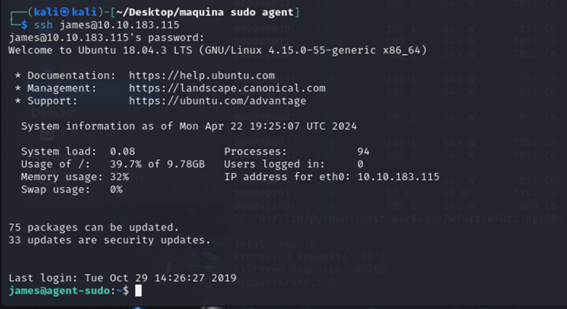 (kali㉿kali)-[~/Desktop/maquina sudo agent]
$ ssh james@10.10.183.115
james@10.10.183.115's password:
Welcome to Ubuntu 18.04.3 LTS (GNU/Linux 4.15.0-55-generic x86_64)
* Documentation: https://help.ubuntu.com
* Management: https://landscape.canonical.com
* Support: https://ubuntu.com/advantage
System information as of Mon Apr 22 19:25:07 UTC 2024
System load: 0.08 Processes: 94
Usage of /: 39.7% of 9.78GB Users logged in: 0
Memory usage: 32% IP address for eth0: 10.10.183.115
Swap usage: 0%
75 packages can be updated.
33 updates are security updates.
Last login: Tue Oct 29 14:26:27 2019
james@agent-sudo:~$